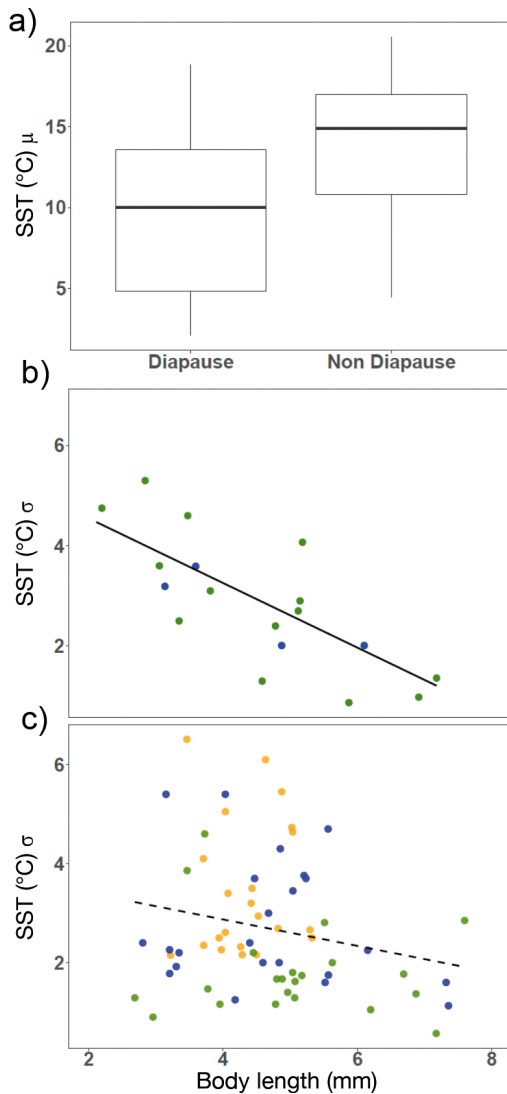 a)
SST (°C) μ
20
15
10
5
Diapause Non Diapause
b)
SST (°C) σ
6
4
2
c)
SST (°C) σ
6
4
2
2 4 6 8
Body length (mm)